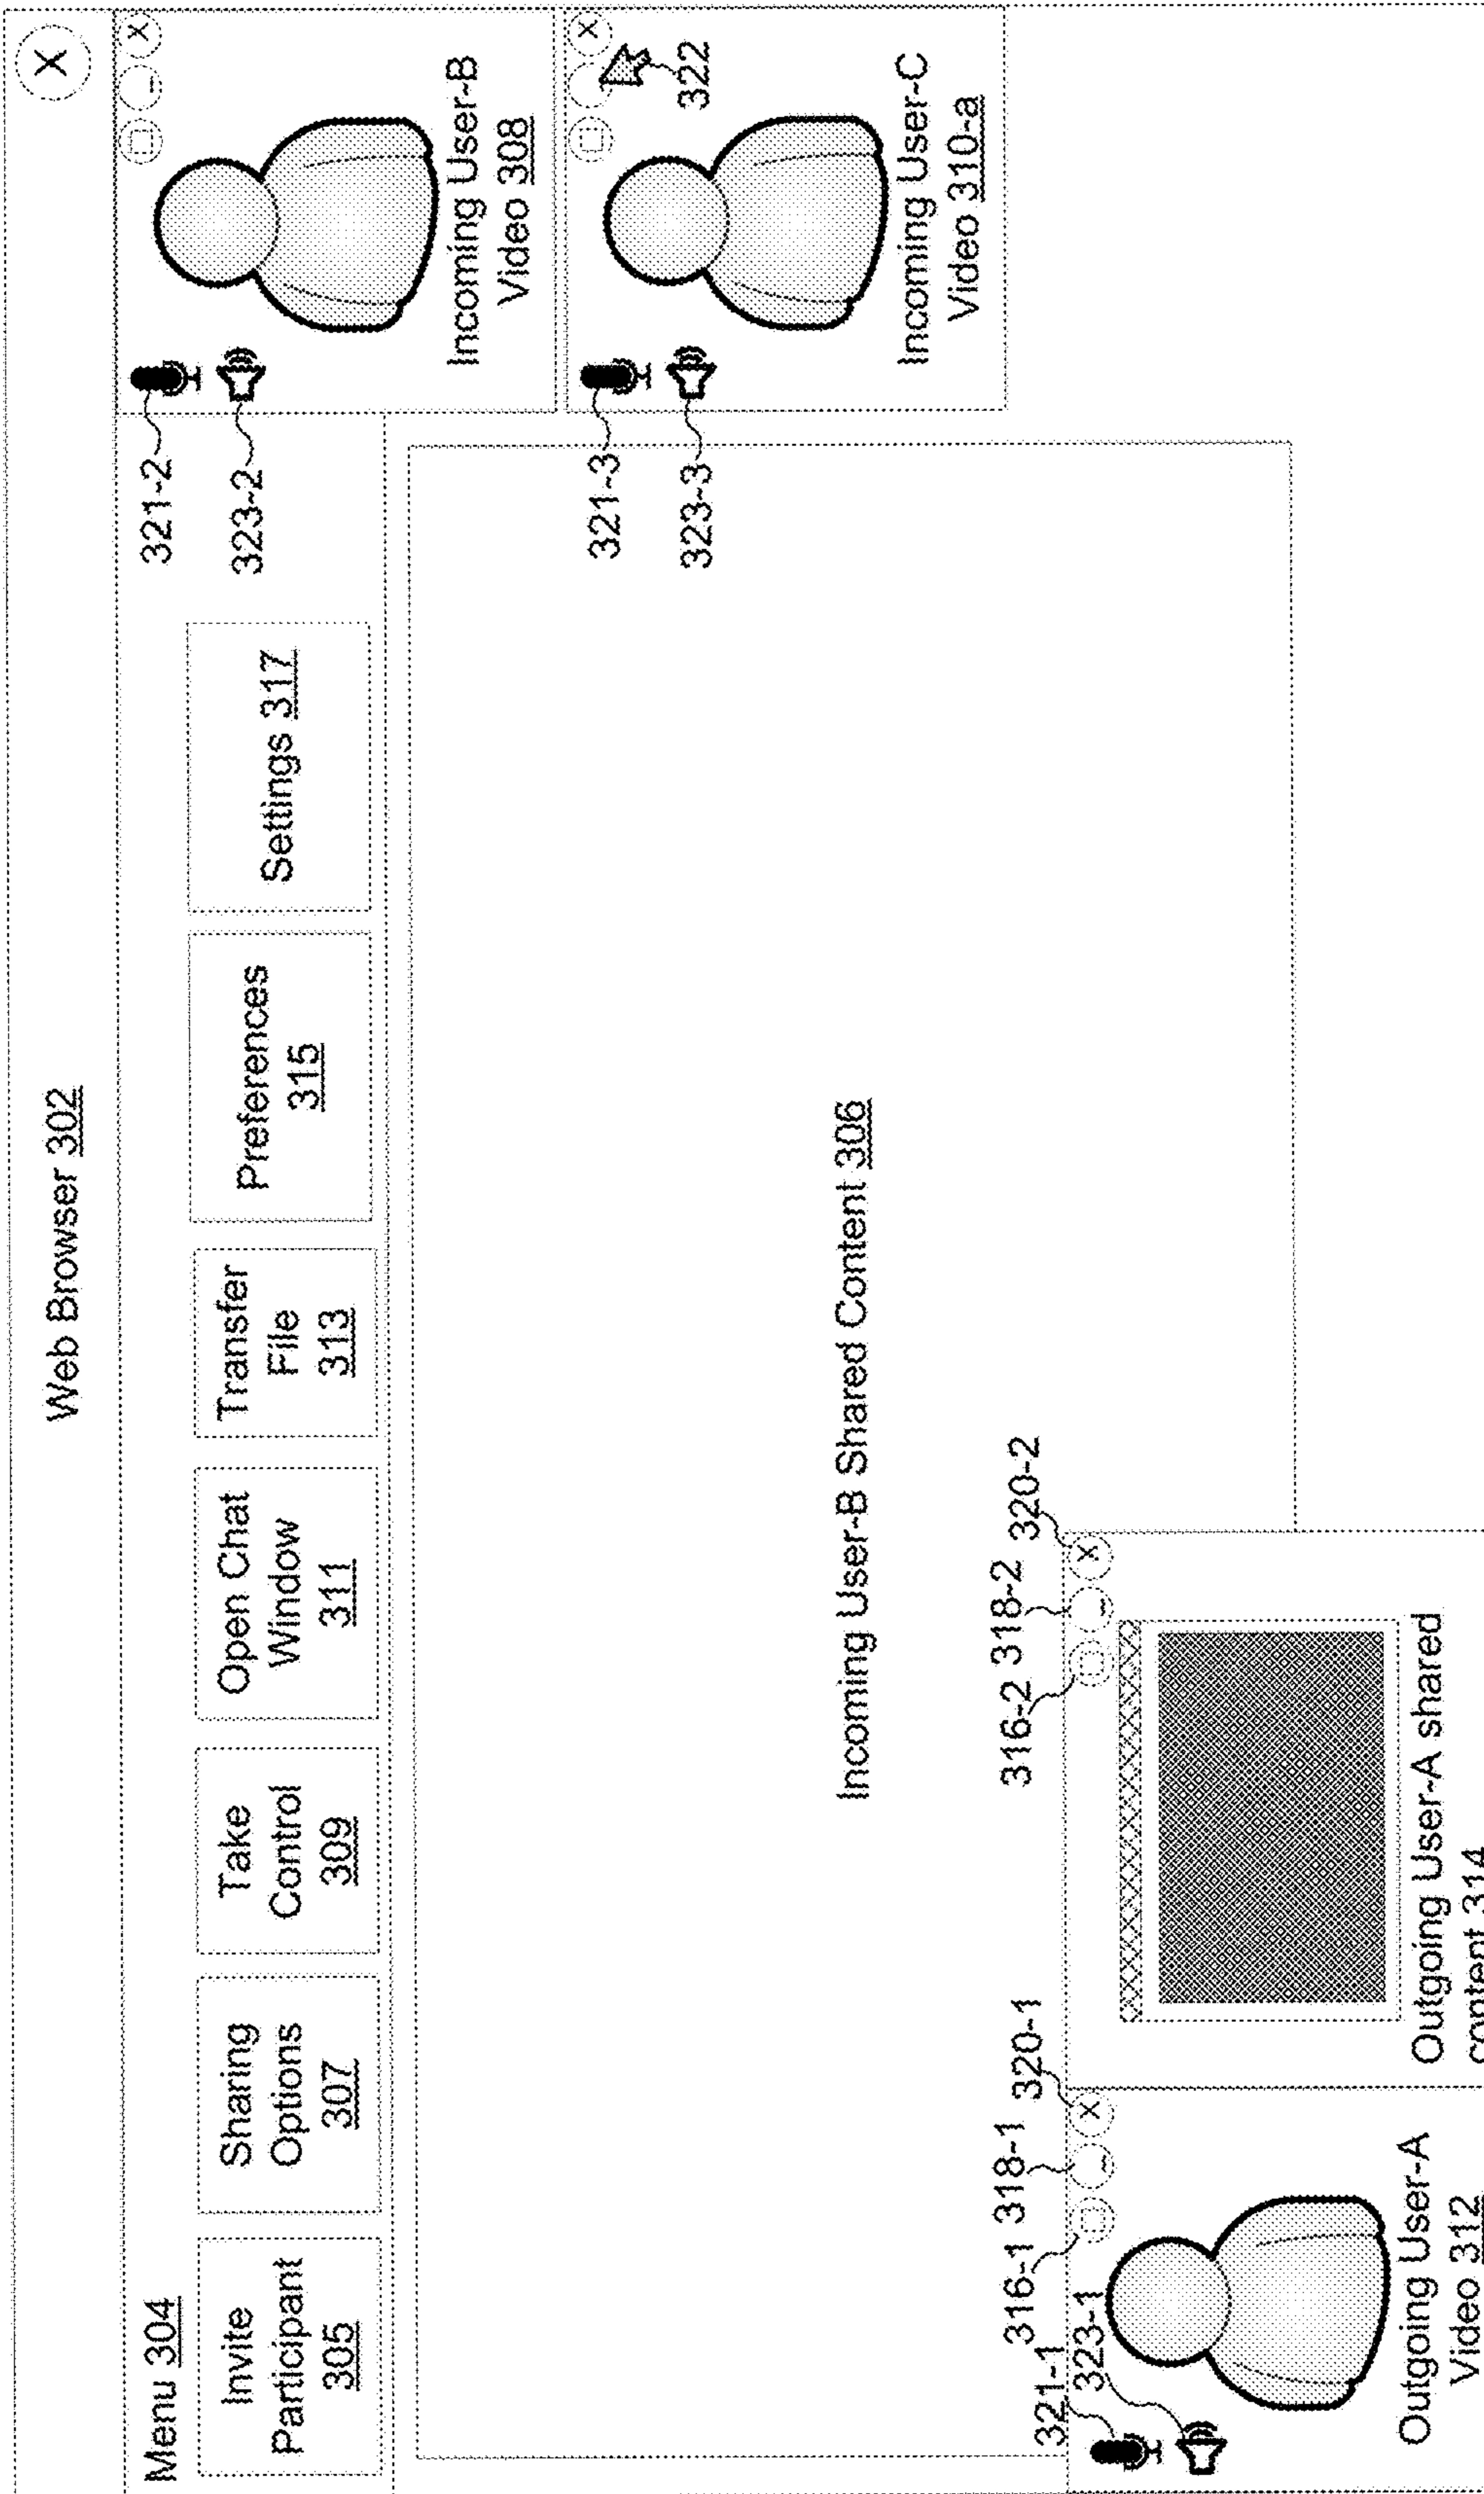 Web Browser 302
X
Menu 304
Invite
Participant
305
Sharing
Options
307
Take
Control
309
Open Chat
Window
311
Transfer
File
313
Preferences
315
Settings 317
321-2
323-2
X
Incoming User-B
Video 308
321-3
323-3
X
322
Incoming User-C
Video 310-a
Incoming User-B Shared Content 306
321-1
323-1
316-1
318-1
320-1
X
Outgoing User-A
Video 312
316-2
318-2
320-2
X
Outgoing User-A shared
content 314